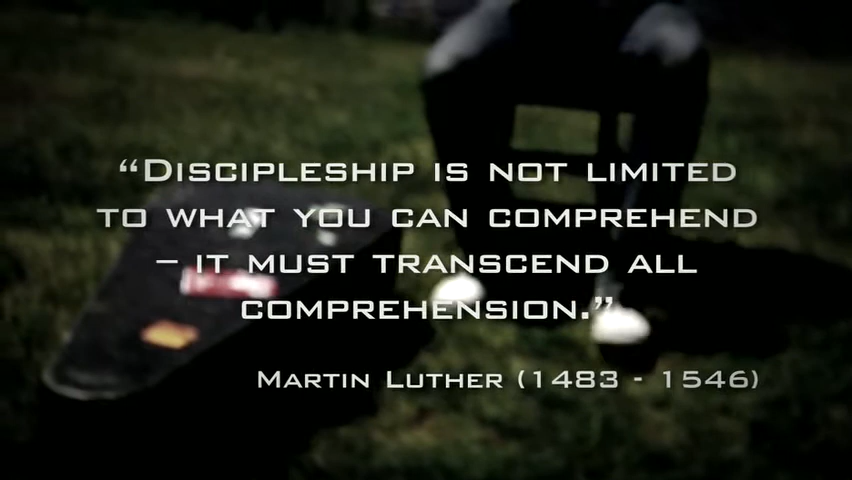 “Discipleship is not limited
to what you can comprehend
– it must transcend all
comprehension.”
Martin Luther (1483 - 1546)